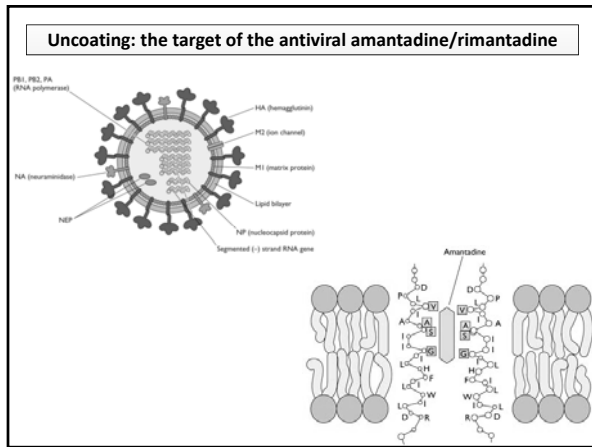 Uncoating: the target of the antiviral amantadine/rimantadine
PB1, PB2, PA
(RNA polymerase)
HA (hemagglutinin)
M2 (ion channel)
M1 (matrix protein)
NA (neuraminidase)
Lipid bilayer
NEP
NP (nucleocapsid protein)
Segmented (–) strand RNA gene
Amantadine
D D
P L L P
V V
I I
A A A A
S S
I I I I
G G
L I I L
H H
F F
L I I L
W W
L I I L
D R R D